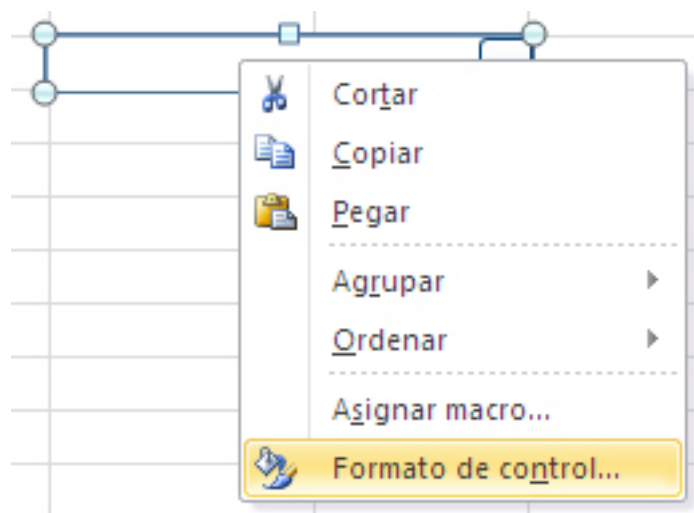 Cortar
Copiar
Pegar
Agrupar
Ordenar
Asignar macro...
Formato de control...